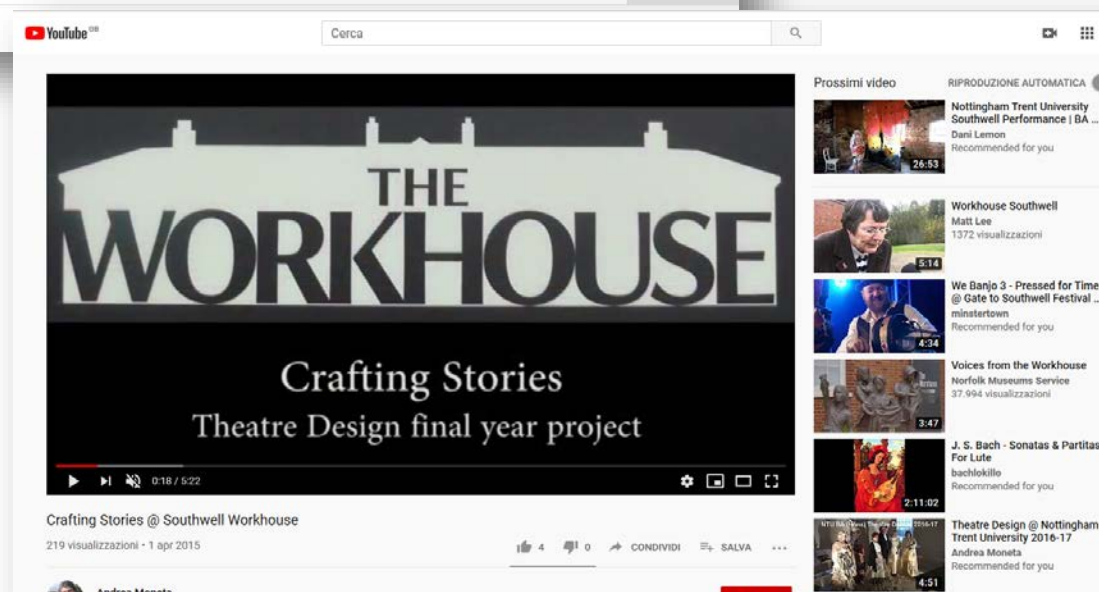 YouTube GB
Cerca
THE
WORKHOUSE
Crafting Stories
Theatre Design final year project
0:18 / 5:22
Crafting Stories @ Southwell Workhouse
219 visualizzazioni • 1 apr 2015
4
0
CONDIVIDI
SALVA
Andrea Moneta
Prossimi video
RIPRODUZIONE AUTOMATICA
Nottingham Trent University
Southwell Performance | BA ...
Dani Lemon
Recommended for you
26:53
Workhouse Southwell
Matt Lee
1372 visualizzazioni
5:14
We Banjo 3 - Pressed for Time
@ Gate to Southwell Festival ...
minstertown
Recommended for you
4:34
Voices from the Workhouse
Norfolk Museums Service
37.994 visualizzazioni
3:47
J. S. Bach - Sonatas & Partitas
For Lute
bachlokillo
Recommended for you
2:11:02
Theatre Design @ Nottingham
Trent University 2016-17
Andrea Moneta
Recommended for you
4:51